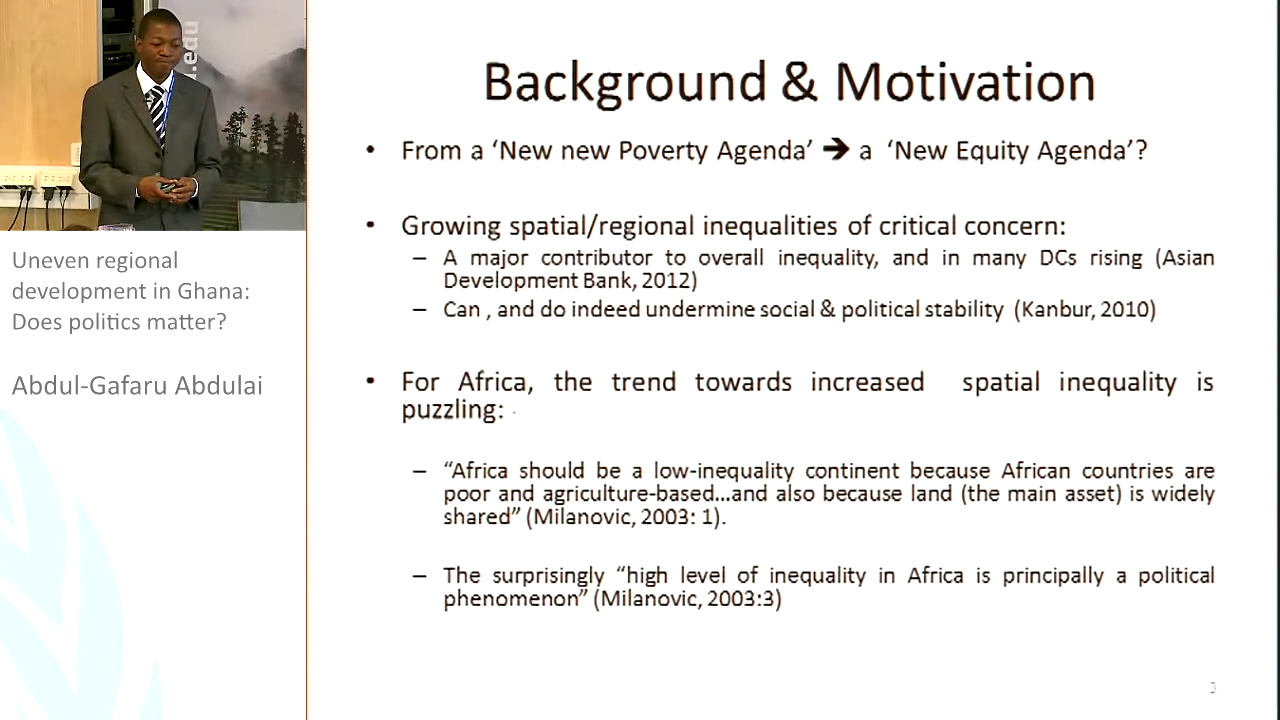 .edu
Uneven regional
development in Ghana:
Does politics matter?
Abdul-Gafaru Abdulai
Background & Motivation
• From a ‘New new Poverty Agenda’ ➔ a ‘New Equity Agenda’?
• Growing spatial/regional inequalities of critical concern:
– A major contributor to overall inequality, and in many DCs rising (Asian
Development Bank, 2012)
– Can , and do indeed undermine social & political stability (Kanbur, 2010)
• For Africa, the trend towards increased spatial inequality is
puzzling:
– “Africa should be a low-inequality continent because African countries are
poor and agriculture-based...and also because land (the main asset) is widely
shared” (Milanovic, 2003: 1).
– The surprisingly “high level of inequality in Africa is principally a political
phenomenon” (Milanovic, 2003:3)